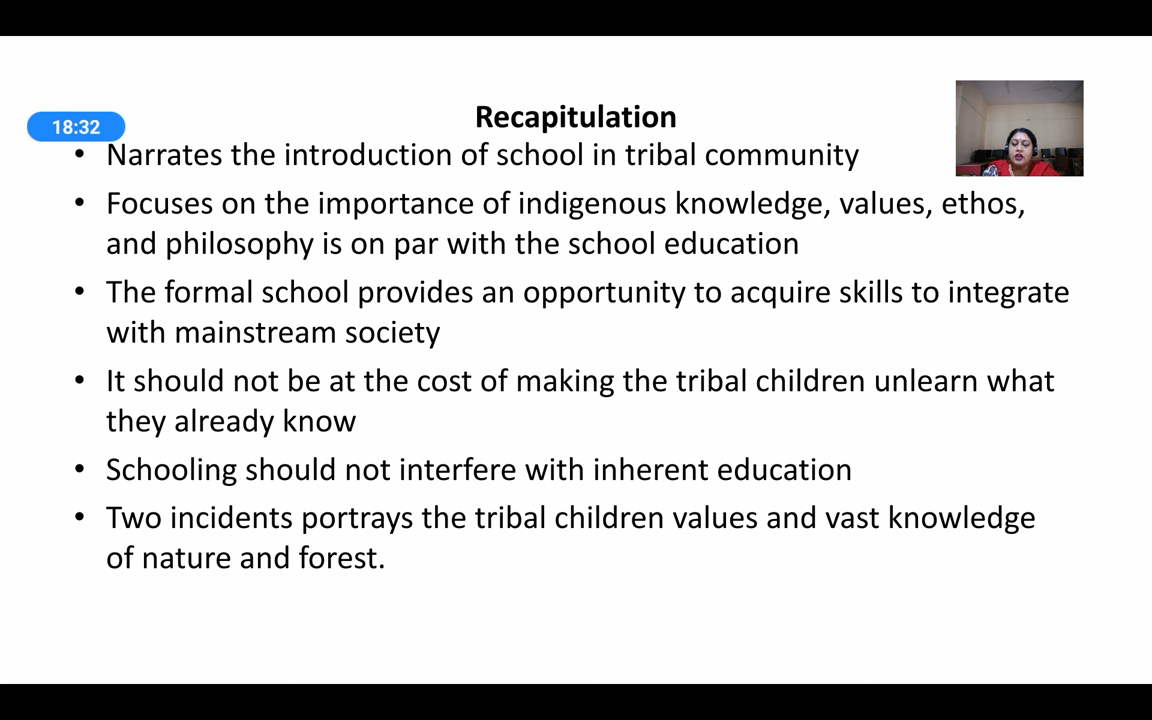 Recapitulation
18:32
• Narrates the introduction of school in tribal community
• Focuses on the importance of indigenous knowledge, values, ethos,
and philosophy is on par with the school education
• The formal school provides an opportunity to acquire skills to integrate
with mainstream society
• It should not be at the cost of making the tribal children unlearn what
they already know
• Schooling should not interfere with inherent education
• Two incidents portrays the tribal children values and vast knowledge
of nature and forest.